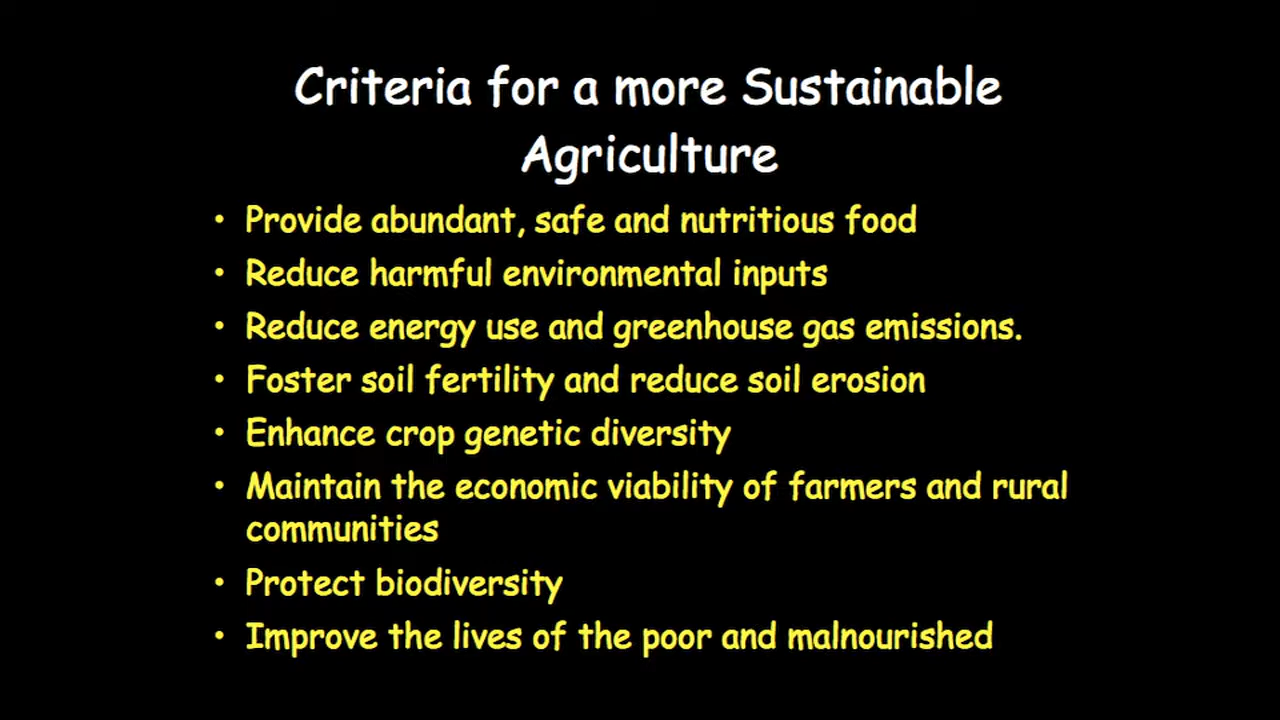 Criteria for a more Sustainable
Agriculture
• Provide abundant, safe and nutritious food
• Reduce harmful environmental inputs
• Reduce energy use and greenhouse gas emissions.
• Foster soil fertility and reduce soil erosion
• Enhance crop genetic diversity
• Maintain the economic viability of farmers and rural
communities
• Protect biodiversity
• Improve the lives of the poor and malnourished